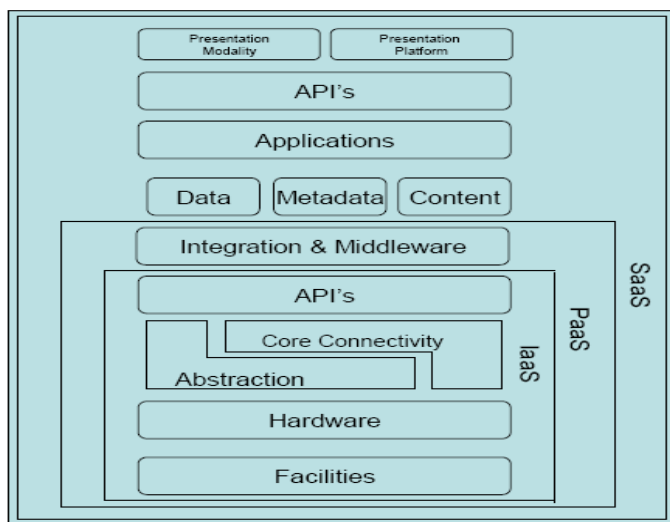 Presentation
Modality
Presentation
Platform
API's
Applications
Data
Metadata
Content
Integration & Middleware
API's
Core Connectivity
Abstraction
Hardware
Facilities
IaaS
PaaS
SaaS